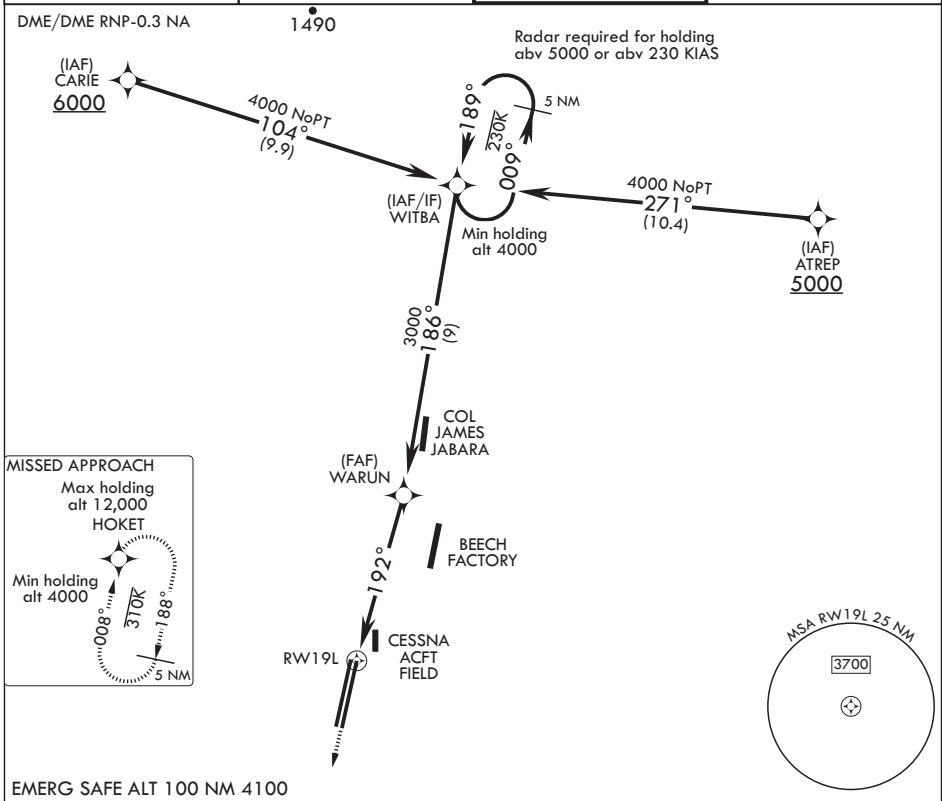 DME/DME RNP-0.3 NA
1490
Radar required for holding
abv 5000 or abv 230 KIAS
(IAF)
CARIE
6000
4000 NoPT
104°
(9.9)
189°
230K
009°
5 NM
(IAF/IF)
WITBA
Min holding
alt 4000
4000 NoPT
271°
(10.4)
(IAF)
ATREP
5000
3000
186°
(9)
COL
JAMES
JABARA
(FAF)
WARUN
BEECH
FACTORY
192°
RW19L
CESSNA
ACFT
FIELD
MISSED APPROACH
Max holding
alt 12,000
HOKET
Min holding
alt 4000
008°
310K
188°
5 NM
MSA RW19L 25 NM
3700
EMERG SAFE ALT 100 NM 4100